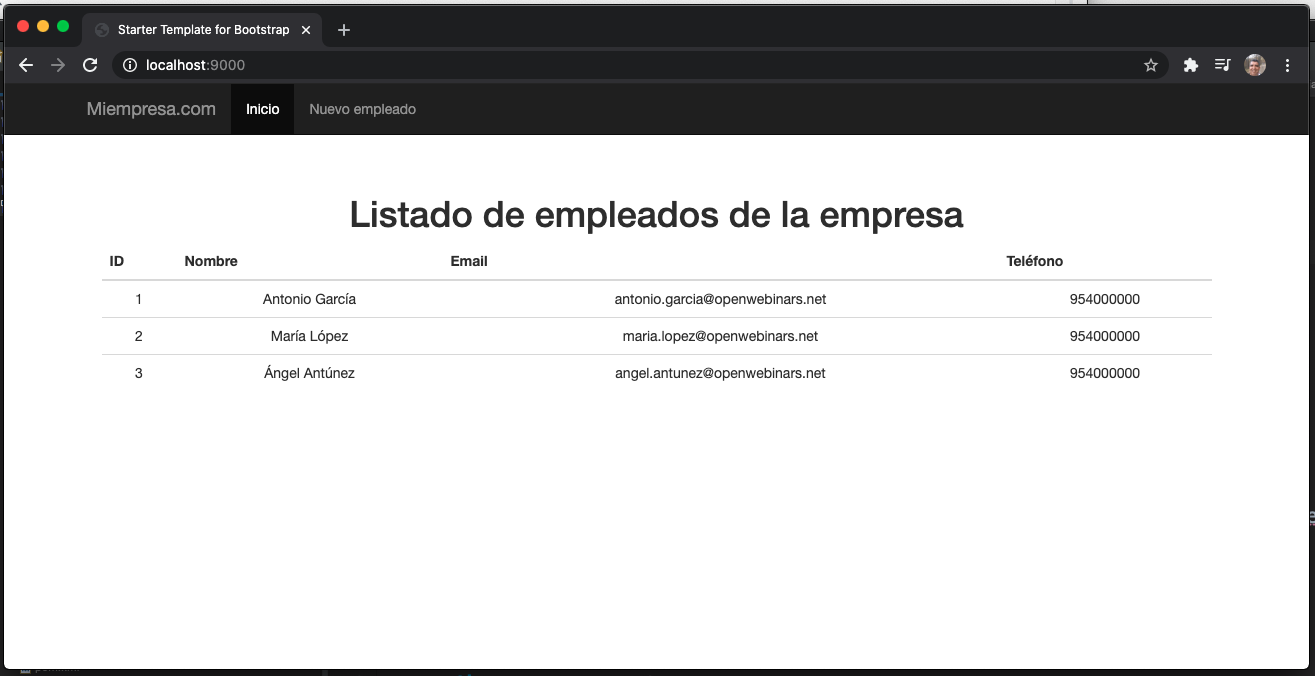 Starter Template for Bootstrap
localhost:9000
Miempresa.com Inicio Nuevo empleado
Listado de empleados de la empresa
ID Nombre Email Teléfono
1 Antonio García antonio.garcia@openwebinars.net 954000000
2 María López maria.lopez@openwebinars.net 954000000
3 Ángel Antúnez angel.antunez@openwebinars.net 954000000